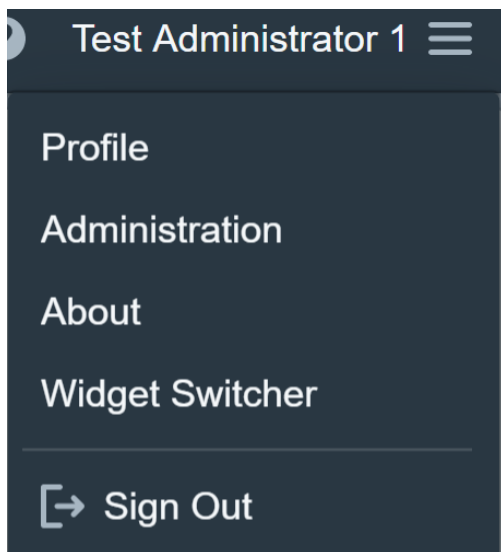 Test Administrator 1
Profile
Administration
About
Widget Switcher
Sign Out